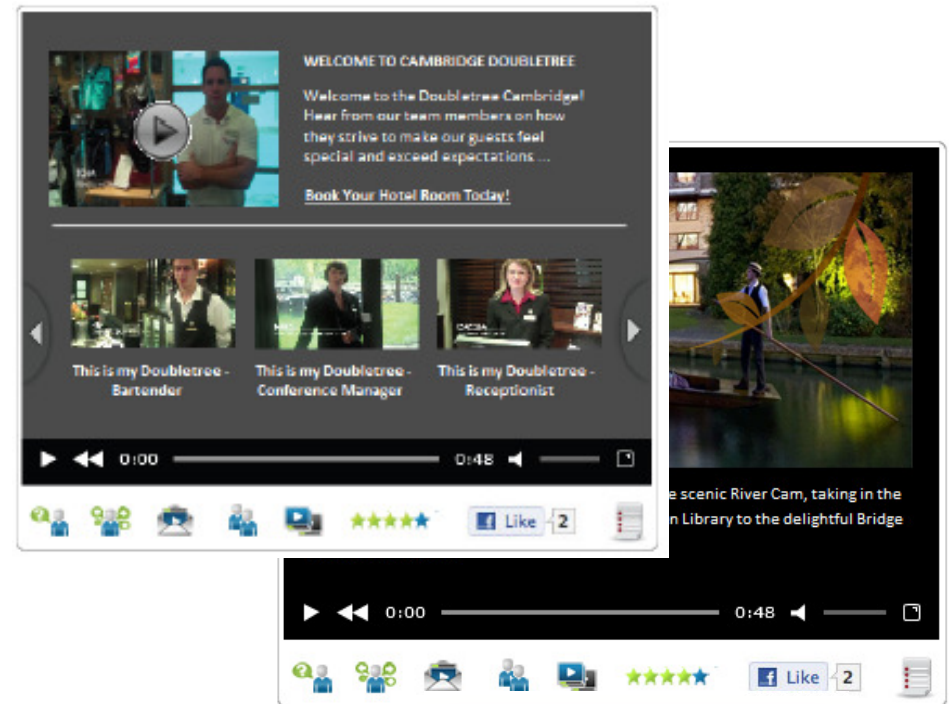 WELCOME TO CAMBRIDGE DOUBLETREE
Welcome to the Doubletree Cambridge!
Hear from our team members on how
they strive to make our guests feel
special and exceed expectations ...
Book Your Hotel Room Today!
This is my Doubletree -
Bartender
This is my Doubletree -
Conference Manager
This is my Doubletree -
Receptionist
0:00
0:48
Like
2
e scenic River Cam, taking in the
n Library to the delightful Bridge
0:00
0:48
Like
2